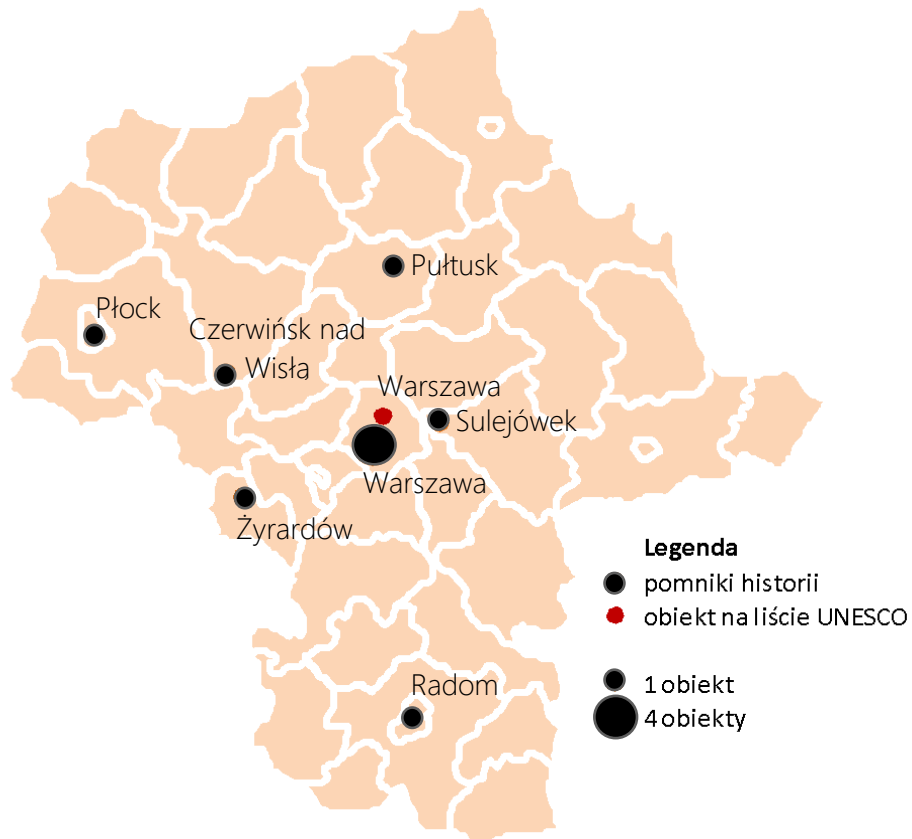 Pułtusk
Płock
Czerwińsk nad
Wisła
Warszawa
Sulejówek
Warszawa
Żyrardów
Legenda
pomniki historii
obiekt na liście UNESCO
Radom
1 obiekt
4 obiekty